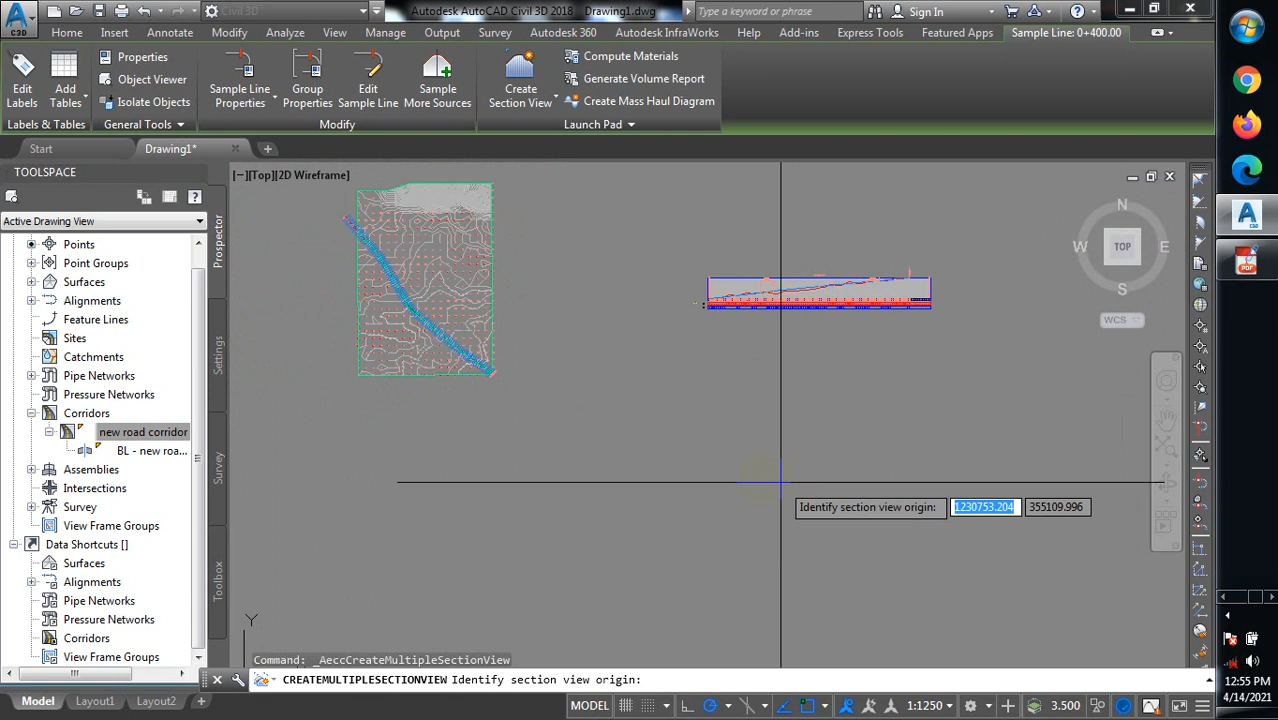 Civil 3D
Autodesk AutoCAD Civil 3D 2018 Drawing1.dwg
Type a keyword or phrase
Sign In
C3D
Home Insert Annotate Modify Analyze View Manage Output Survey Autodesk 360 Autodesk InfraWorks Help Add-ins Express Tools Featured Apps Sample Line: 0+400.00
Edit Labels
Add Tables
Properties
Object Viewer
Isolate Objects
Sample Line Properties
Group Properties
Edit Sample Line
Sample More Sources
Create Section View
Compute Materials
Generate Volume Report
Create Mass Haul Diagram
Labels & Tables
General Tools
Modify
Launch Pad
Start
Drawing1*
TOOLSPACE
[−][Top][2D Wireframe]
Active Drawing View
Points
Point Groups
Surfaces
Alignments
Feature Lines
Sites
Catchments
Pipe Networks
Pressure Networks
Corridors
new road corridor
BL - new roa...
Assemblies
Intersections
Survey
View Frame Groups
Data Shortcuts []
Surfaces
Alignments
Pipe Networks
Pressure Networks
Corridors
View Frame Groups
Prospector
Settings
Survey
Toolbox
N
W TOP E
S
WCS
Identify section view origin: 1230753.204 355109.996
Y
Command: _AeccCreateMultipleSectionView
CREATEMULTIPLESECTIONVIEW Identify section view origin:
Model Layout1 Layout2
MODEL
1:1250
3.500
PDF
12:55 PM
4/14/2021